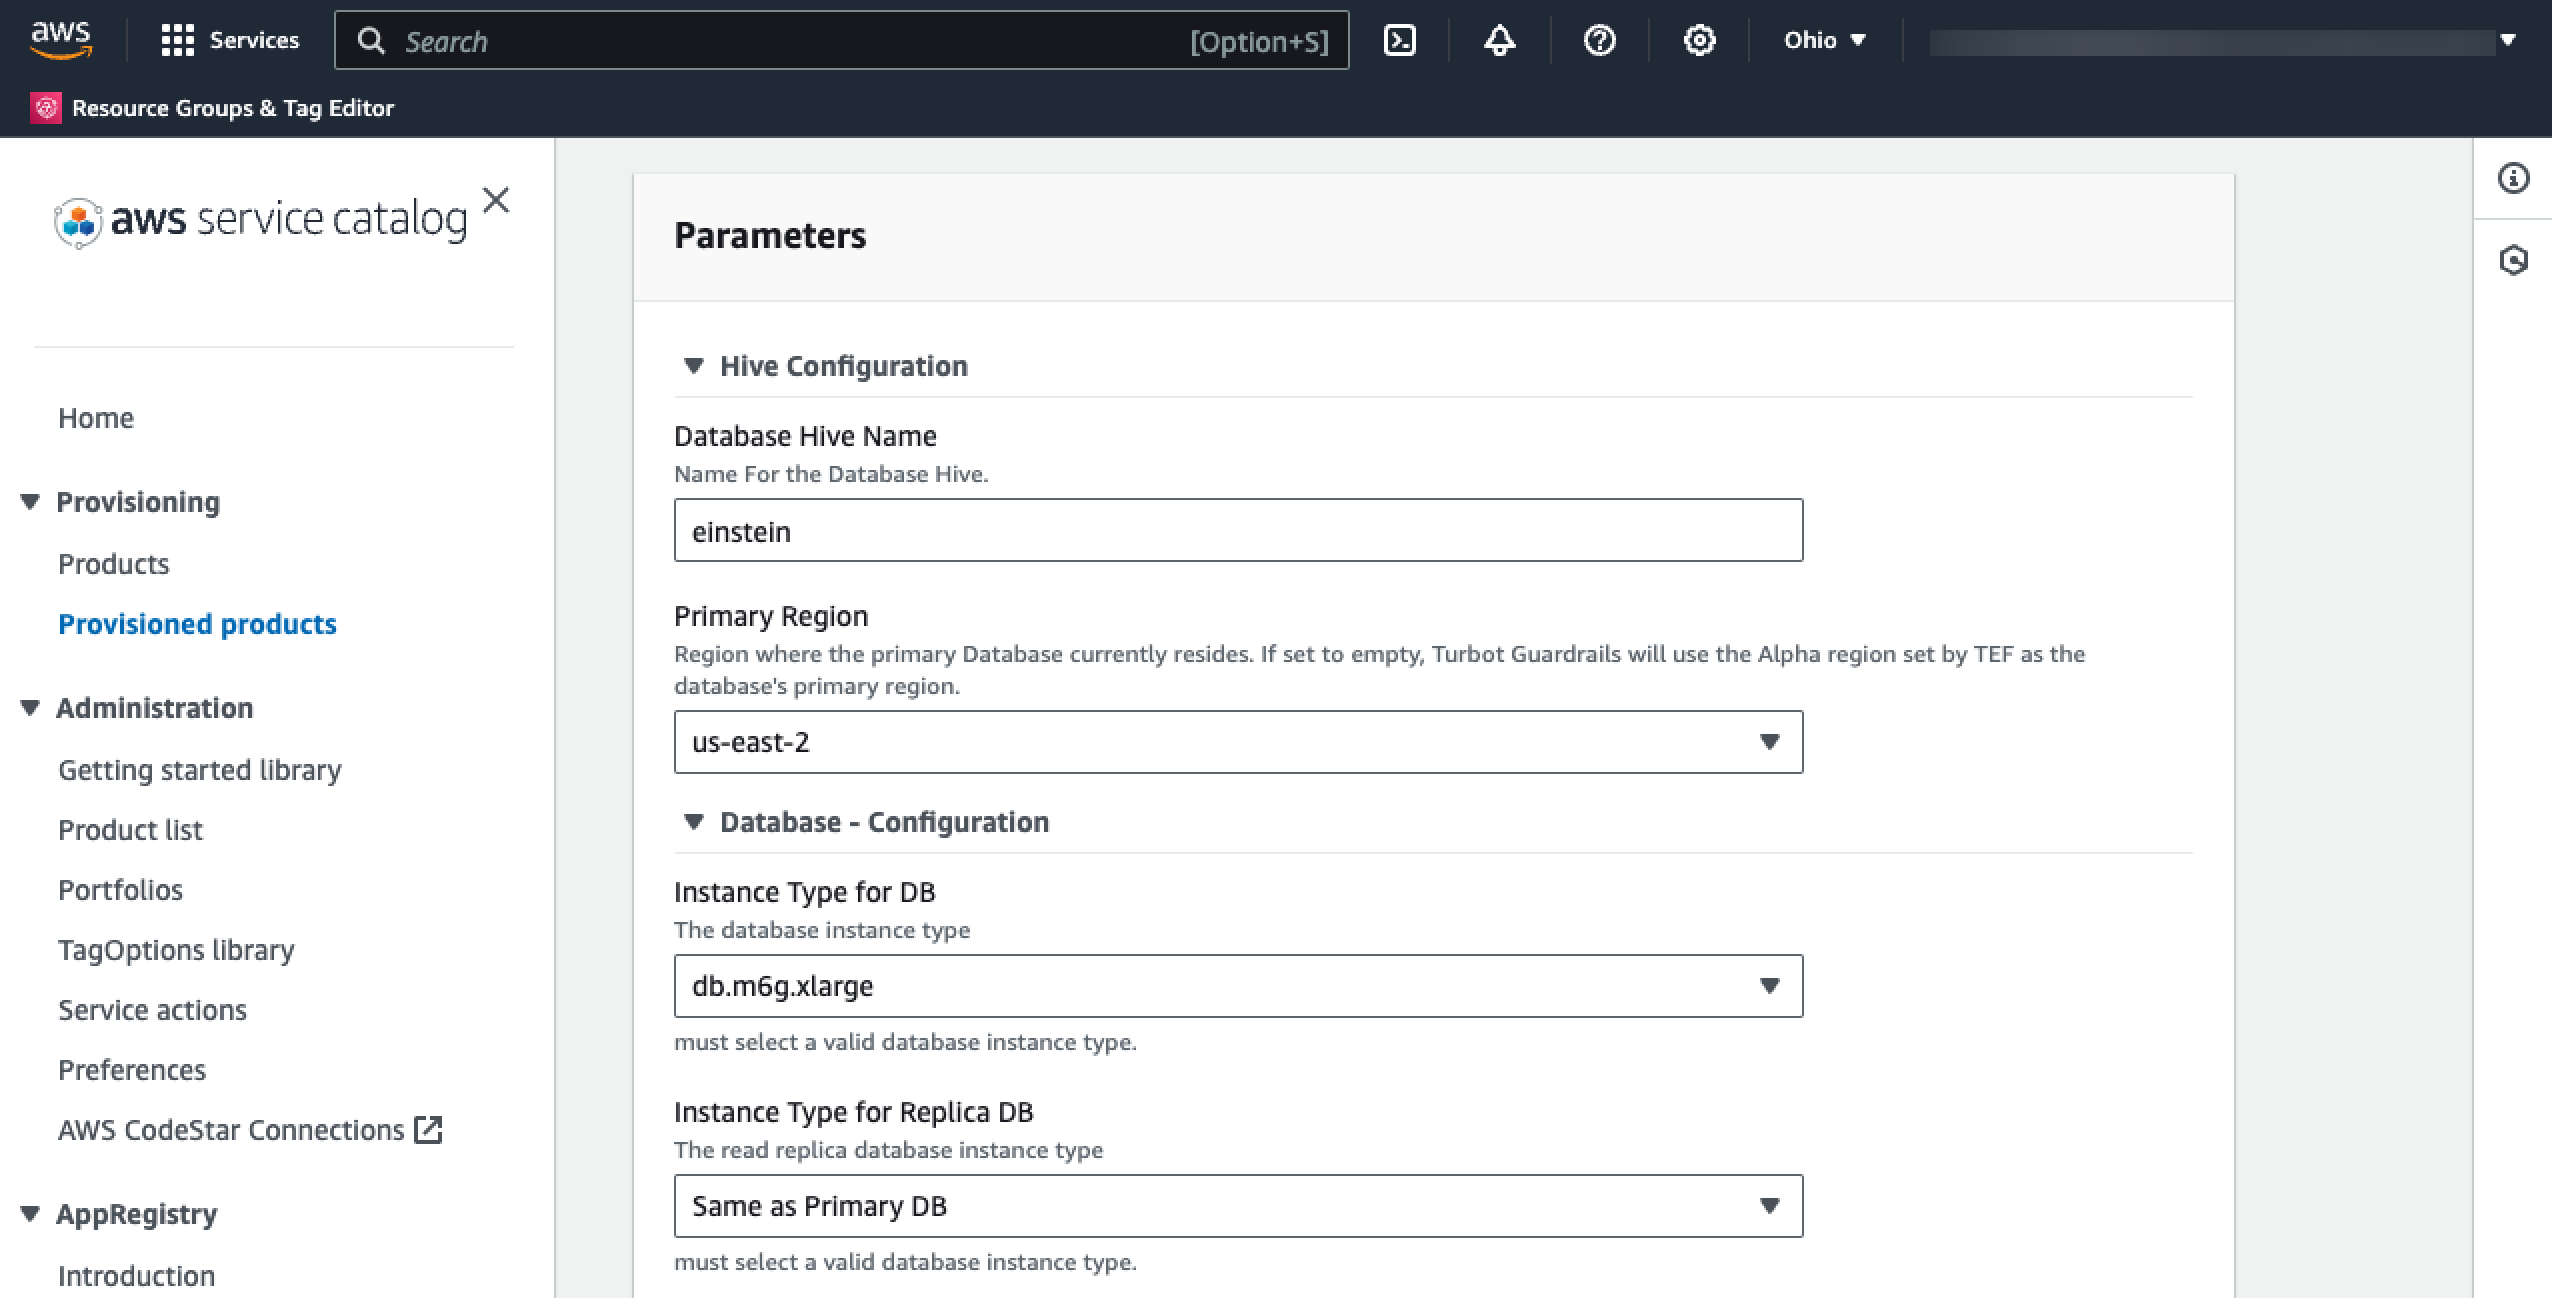 aws
Services
Search [Option+S]
Ohio
Resource Groups & Tag Editor
aws service catalog
Home
Provisioning
Products
Provisioned products
Administration
Getting started library
Product list
Portfolios
TagOptions library
Service actions
Preferences
AWS CodeStar Connections
AppRegistry
Introduction
Parameters
Hive Configuration
Database Hive Name
Name For the Database Hive.
einstein
Primary Region
Region where the primary Database currently resides. If set to empty, Turbot Guardrails will use the Alpha region set by TEF as the
database's primary region.
us-east-2
Database - Configuration
Instance Type for DB
The database instance type
db.m6g.xlarge
must select a valid database instance type.
Instance Type for Replica DB
The read replica database instance type
Same as Primary DB
must select a valid database instance type.